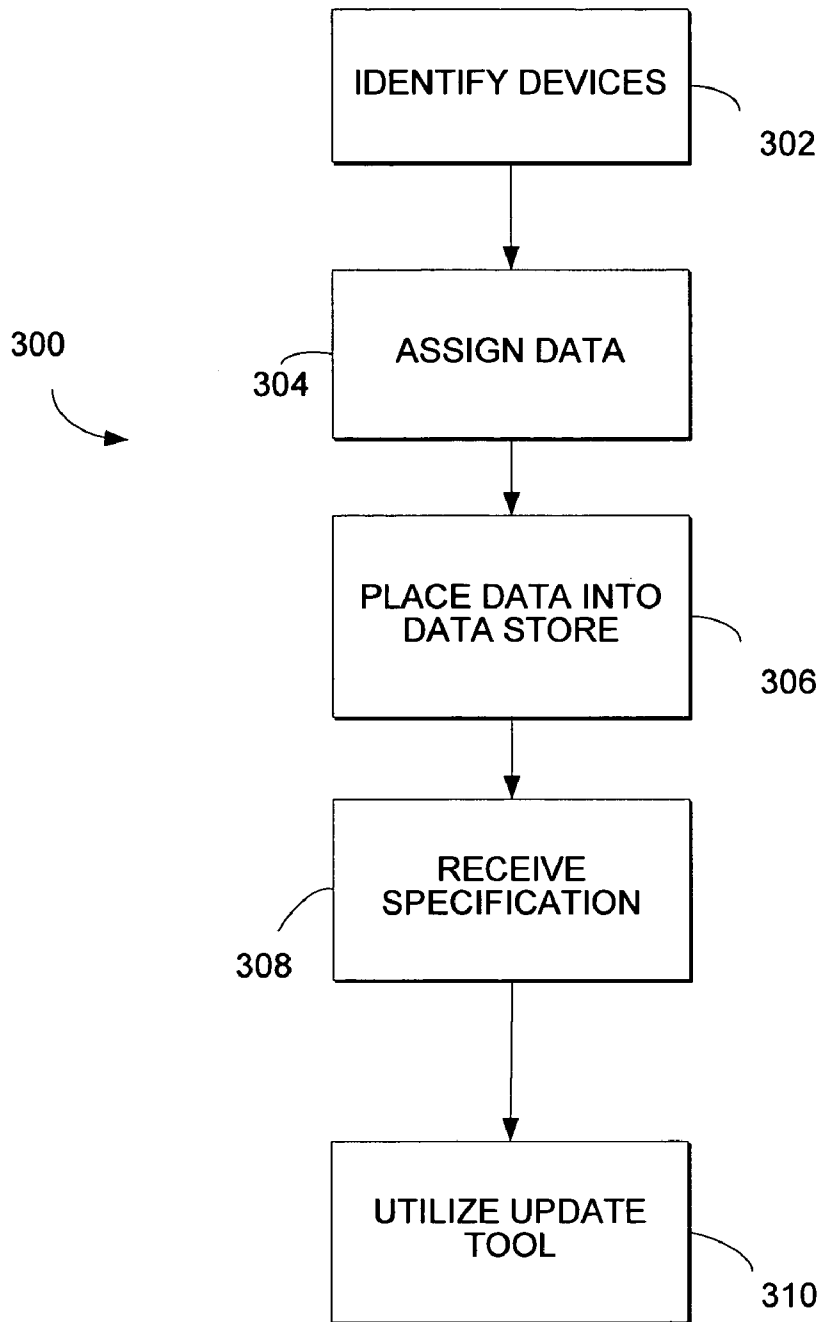 IDENTIFY DEVICES
302
300
304
ASSIGN DATA
PLACE DATA INTO
DATA STORE
306
RECEIVE
SPECIFICATION
308
UTILIZE UPDATE
TOOL
310